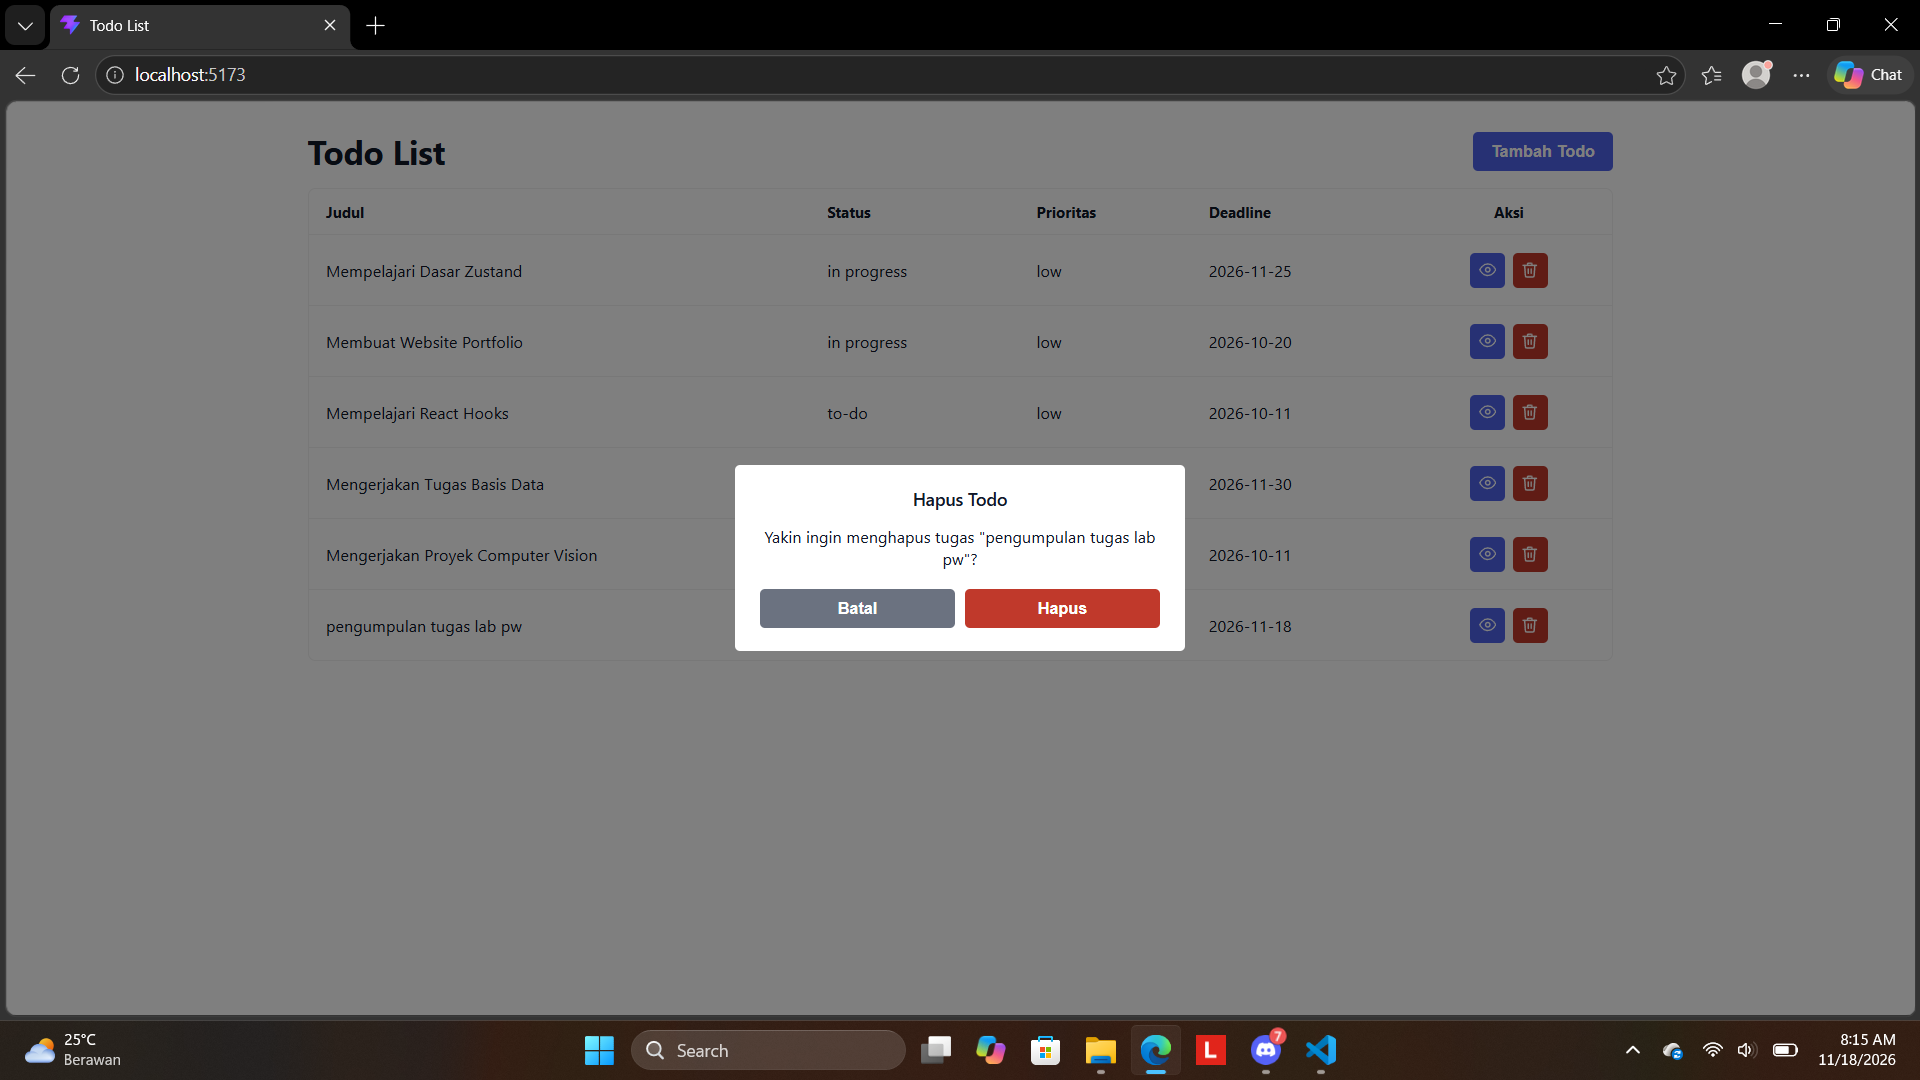 Todo List
localhost:5173
Chat
Todo List
Tambah Todo
Judul Status Prioritas Deadline Aksi
Mempelajari Dasar Zustand in progress low 2026-11-25
Membuat Website Portfolio in progress low 2026-10-20
Mempelajari React Hooks to-do low 2026-10-11
Mengerjakan Tugas Basis Data 2026-11-30
Mengerjakan Proyek Computer Vision 2026-10-11
pengumpulan tugas lab pw 2026-11-18
Hapus Todo
Yakin ingin menghapus tugas "pengumpulan tugas lab
pw"?
Batal Hapus
25°C
Berawan
Search
L
7
8:15 AM
11/18/2026